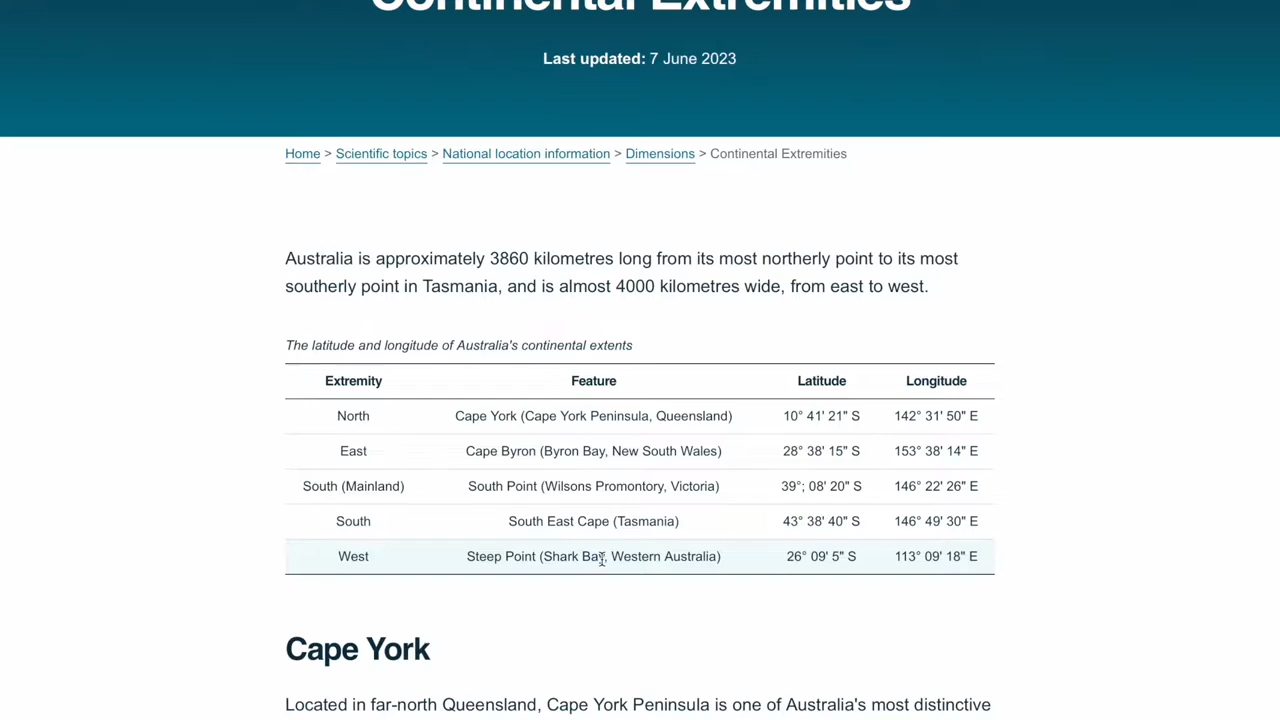 Continental Extremities
Last updated: 7 June 2023
Home > Scientific topics > National location information > Dimensions > Continental Extremities
Australia is approximately 3860 kilometres long from its most northerly point to its most
southerly point in Tasmania, and is almost 4000 kilometres wide, from east to west.
The latitude and longitude of Australia's continental extents
Extremity Feature Latitude Longitude
North Cape York (Cape York Peninsula, Queensland) 10° 41' 21" S 142° 31' 50" E
East Cape Byron (Byron Bay, New South Wales) 28° 38' 15" S 153° 38' 14" E
South (Mainland) South Point (Wilsons Promontory, Victoria) 39°; 08' 20" S 146° 22' 26" E
South South East Cape (Tasmania) 43° 38' 40" S 146° 49' 30" E
West Steep Point (Shark Bay, Western Australia) 26° 09' 5" S 113° 09' 18" E
Cape York
Located in far-north Queensland, Cape York Peninsula is one of Australia's most distinctive